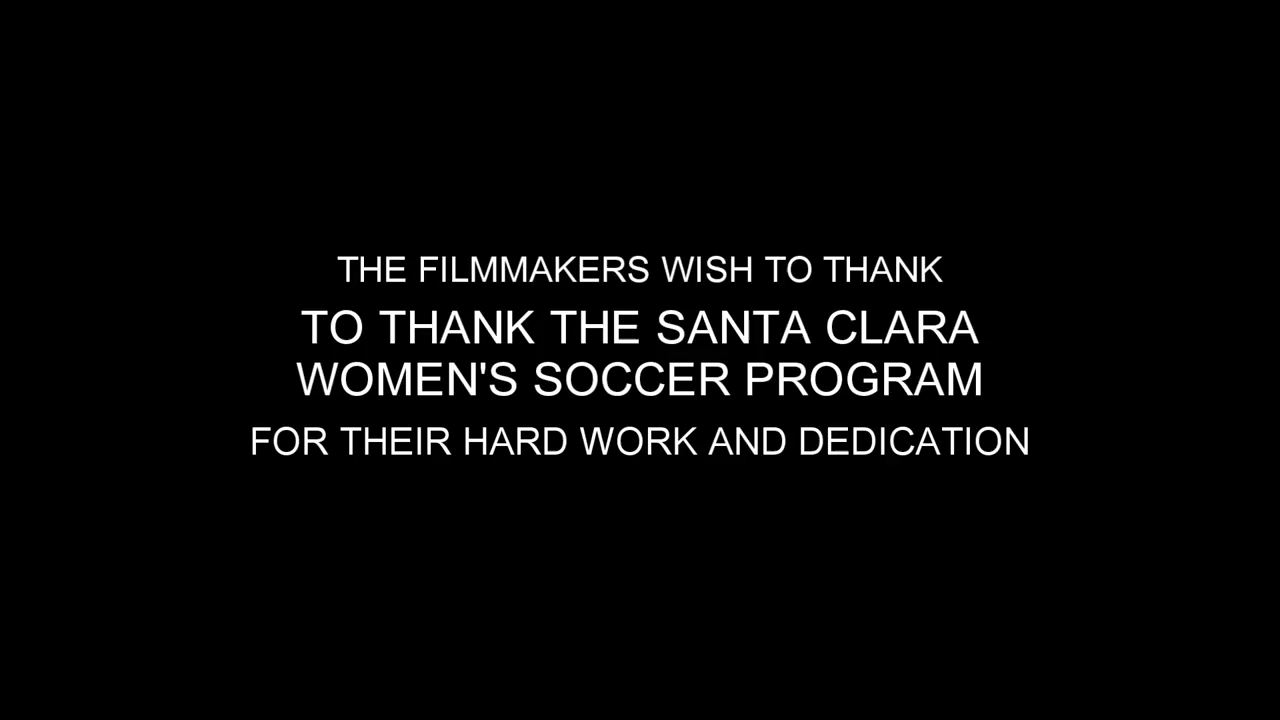 THE FILMMAKERS WISH TO THANK
TO THANK THE SANTA CLARA
WOMEN'S SOCCER PROGRAM
FOR THEIR HARD WORK AND DEDICATION